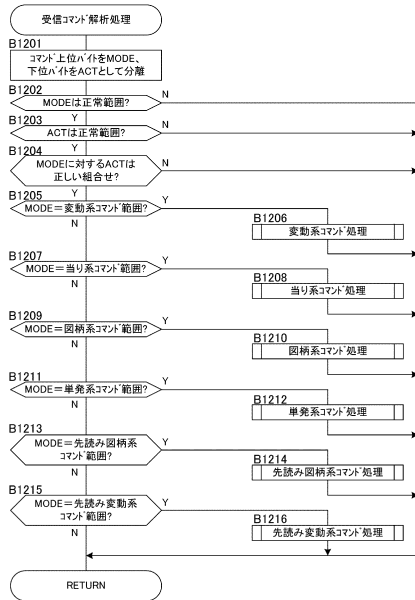 受信コマンド解析処理
B1201
コマンド上位バイトをMODE、
下位バイトをACTとして分離
B1202
MODEは正常範囲?
N
Y
B1203
ACTは正常範囲?
N
Y
B1204
MODEに対するACTは
正しい組合せ?
N
Y
B1205
MODE=変動系コマンド範囲?
Y
N
B1206
変動系コマンド処理
B1207
MODE=当り系コマンド範囲?
Y
N
B1208
当り系コマンド処理
B1209
MODE=図柄系コマンド範囲?
Y
N
B1210
図柄系コマンド処理
B1211
MODE=単発系コマンド範囲?
Y
N
B1212
単発系コマンド処理
B1213
MODE=先読み図柄系
コマンド範囲?
Y
N
B1214
先読み図柄系コマンド処理
B1215
MODE=先読み変動系
コマンド範囲?
Y
N
B1216
先読み変動系コマンド処理
RETURN